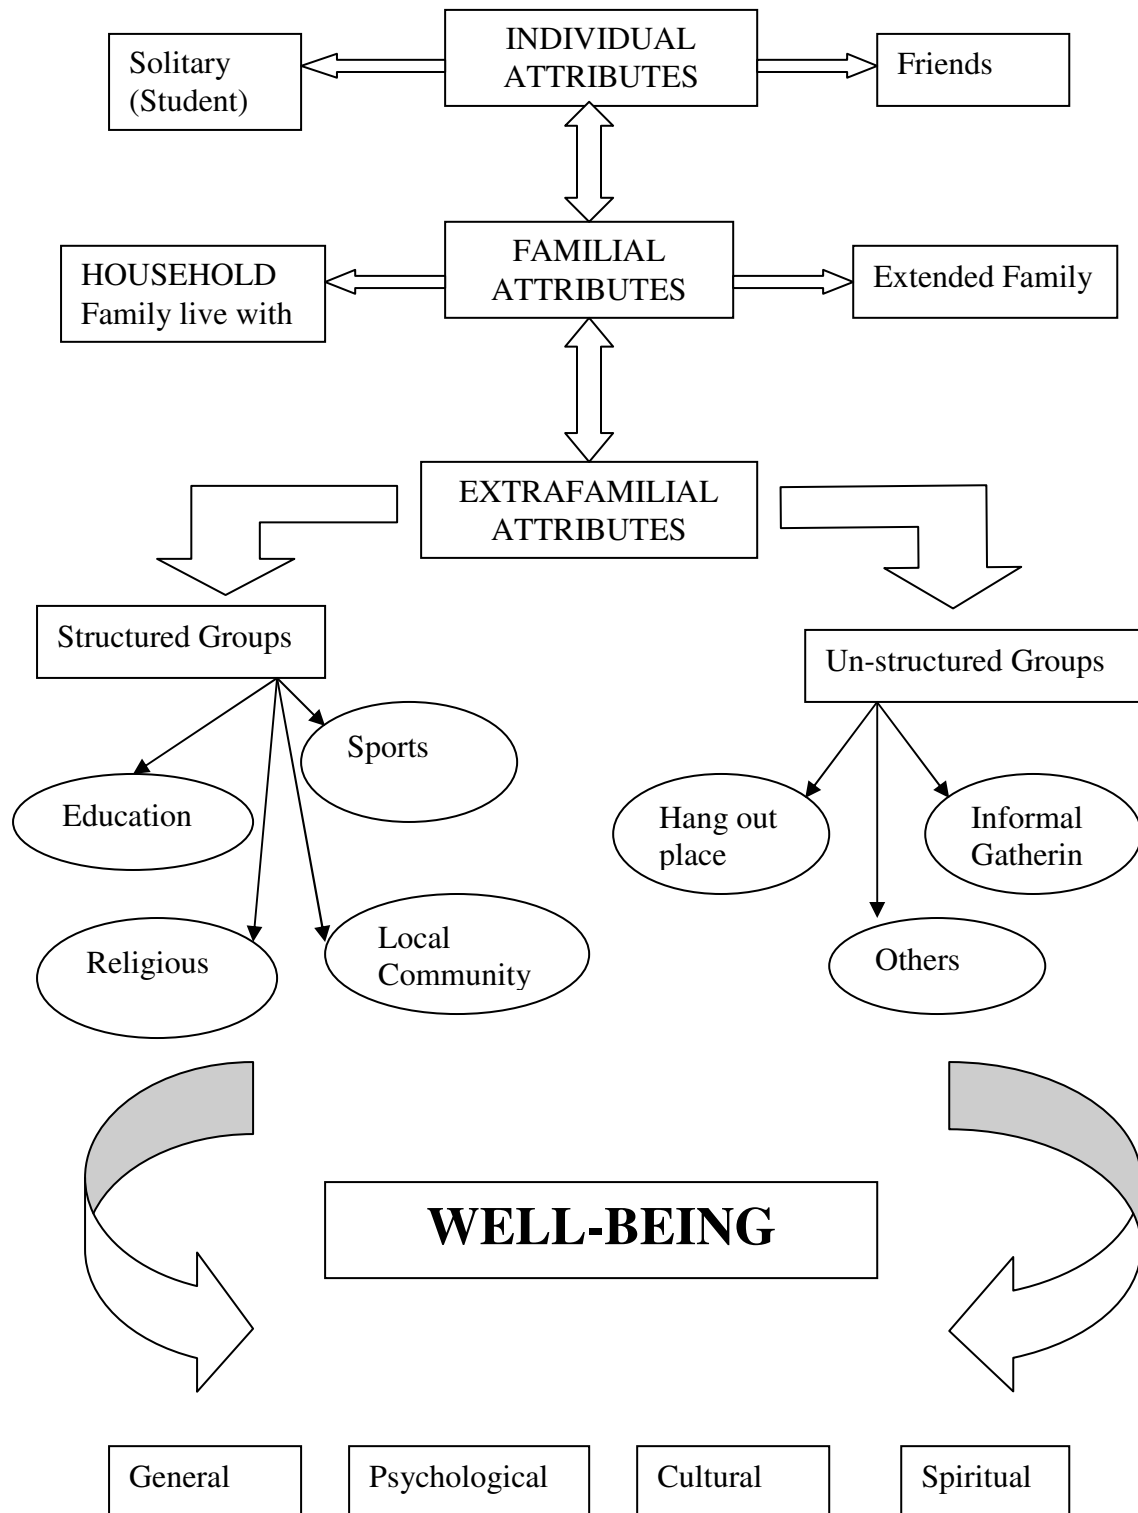 INDIVIDUAL
ATTRIBUTES
Solitary
(Student)
Friends
FAMILIAL
ATTRIBUTES
HOUSEHOLD
Family live with
Extended Family
EXTRAFAMILIAL
ATTRIBUTES
Structured Groups
Un-structured Groups
Sports
Education
Hang out
place
Informal
Gatherin
Religious
Local
Community
Others
WELL-BEING
General
Psychological
Cultural
Spiritual